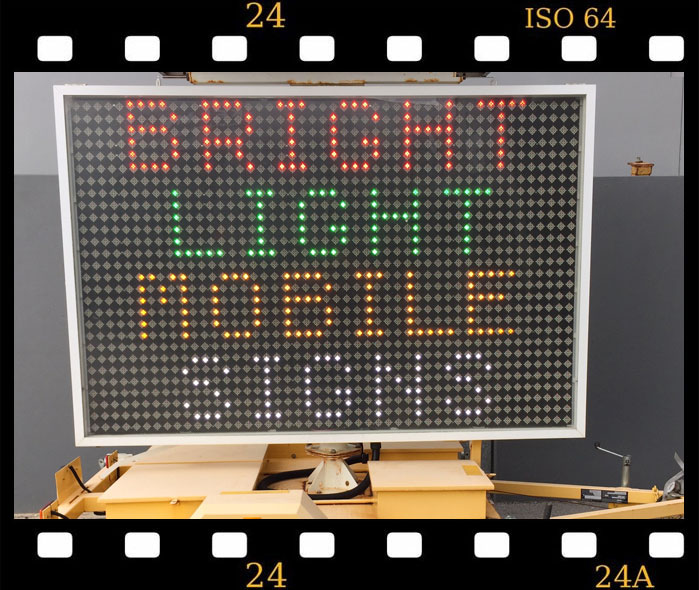 24 ISO 64
BRIGHT
LIGHT
MOBILE
SIGNS
24 24A